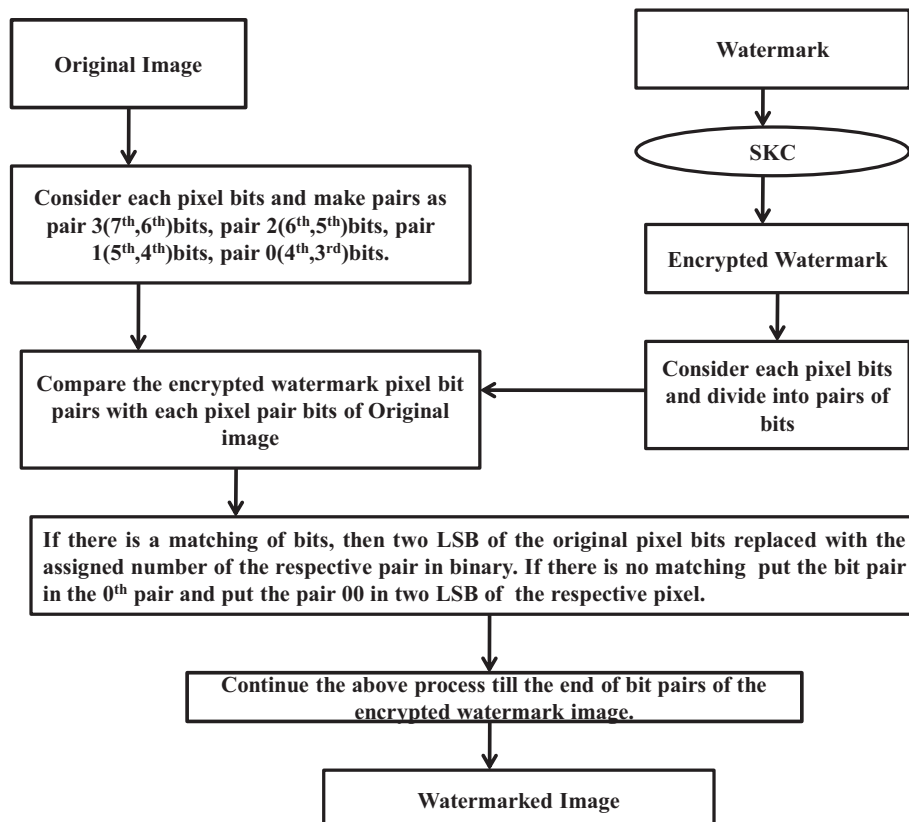 Original Image
Watermark
SKC
Consider each pixel bits and make pairs as
pair 3(7th,6th)bits, pair 2(6th,5th)bits, pair
1(5th,4th)bits, pair 0(4th,3rd)bits.
Encrypted Watermark
Compare the encrypted watermark pixel bit
pairs with each pixel pair bits of Original
image
Consider each pixel bits
and divide into pairs of
bits
If there is a matching of bits, then two LSB of the original pixel bits replaced with the
assigned number of the respective pair in binary. If there is no matching put the bit pair
in the 0th pair and put the pair 00 in two LSB of the respective pixel.
Continue the above process till the end of bit pairs of the
encrypted watermark image.
Watermarked Image